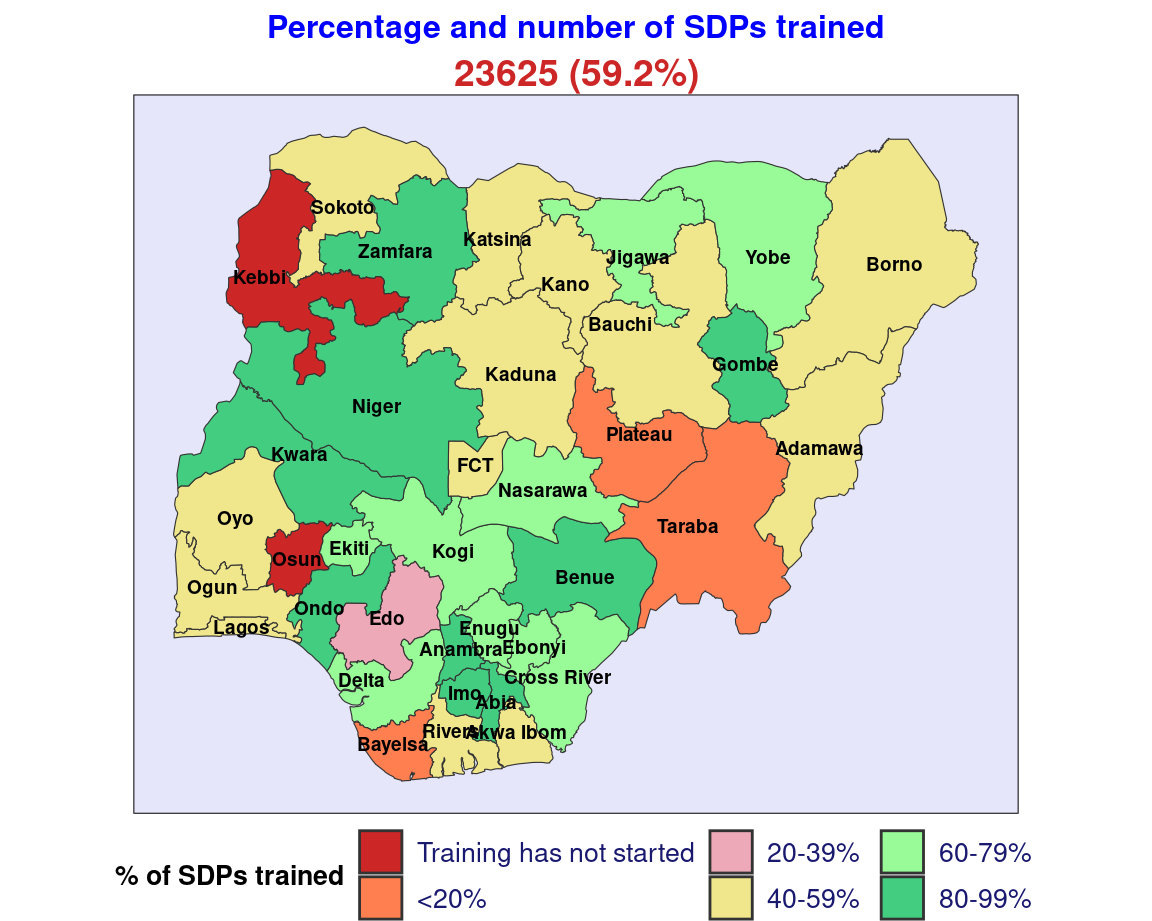 Percentage and number of SDPs trained
23625 (59.2%)
Sokoto
Zamfara
Katsina
Kebbi
Kano
Jigawa
Yobe
Borno
Bauchi
Gombe
Kaduna
Niger
Plateau
Adamawa
Kwara
FCT
Nasarawa
Oyo
Taraba
Osun
Ekiti
Kogi
Benue
Ogun
Ondo
Edo
Lagos
Enugu
Anambra
Ebonyi
Delta
Imo
Abia
Cross River
Bayelsa
Rivers
Akwa Ibom
% of SDPs trained
Training has not started
<20%
20-39%
40-59%
60-79%
80-99%